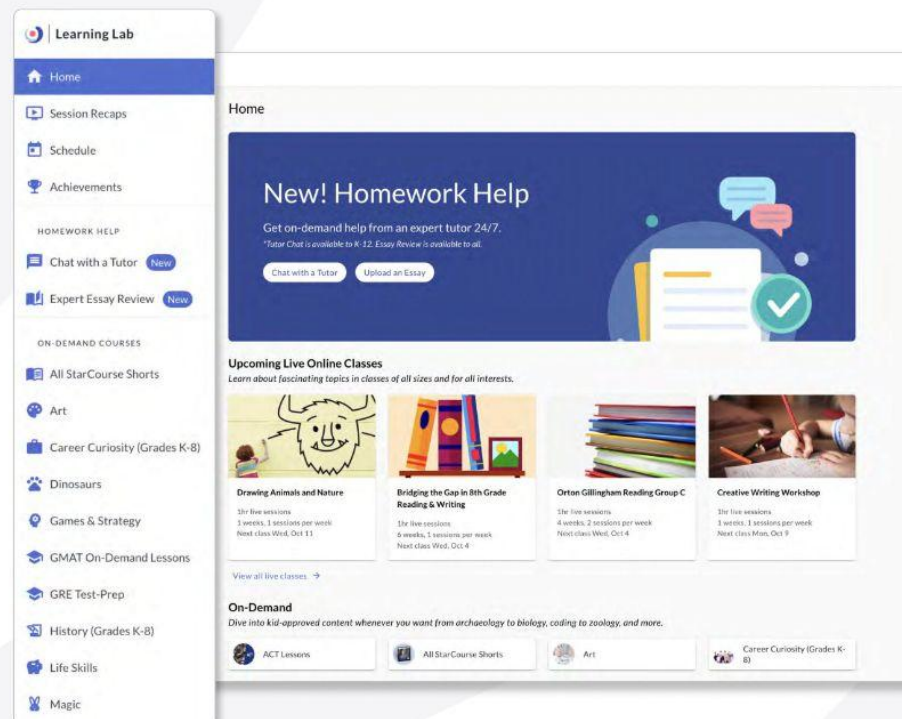 Learning Lab
Home
Session Recaps
Schedule
Achievements
HOMEWORK HELP
Chat with a Tutor New
Expert Essay Review New
ON-DEMAND COURSES
All StarCourse Shorts
Art
Career Curiosity (Grades K-8)
Dinosaurs
Games & Strategy
GMAT On-Demand Lessons
GRE Test-Prep
History (Grades K-8)
Life Skills
Magic
Home
New! Homework Help
Get on-demand help from an expert tutor 24/7.
*Tutor Chat is available to K-12. Essay Review is available to all.
Chat with a Tutor
Upload an Essay
Upcoming Live Online Classes
Learn about fascinating topics in classes of all sizes and for all interests.
Drawing Animals and Nature
1hr live sessions
1 weeks, 1 sessions per week
Next class Wed, Oct 11
Bridging the Gap in 8th Grade
Reading & Writing
1hr live sessions
6 weeks, 1 sessions per week
Next class Wed, Oct 4
Orton Gillingham Reading Group C
1hr live sessions
4 weeks, 2 sessions per week
Next class Wed, Oct 4
Creative Writing Workshop
1hr live sessions
1 weeks, 1 sessions per week
Next class Mon, Oct 9
View all live classes →
On-Demand
Dive into kid-approved content whenever you want from archaeology to biology, coding to zoology, and more.
ACT Lessons
All StarCourse Shorts
Art
Career Curiosity (Grades K-
8)